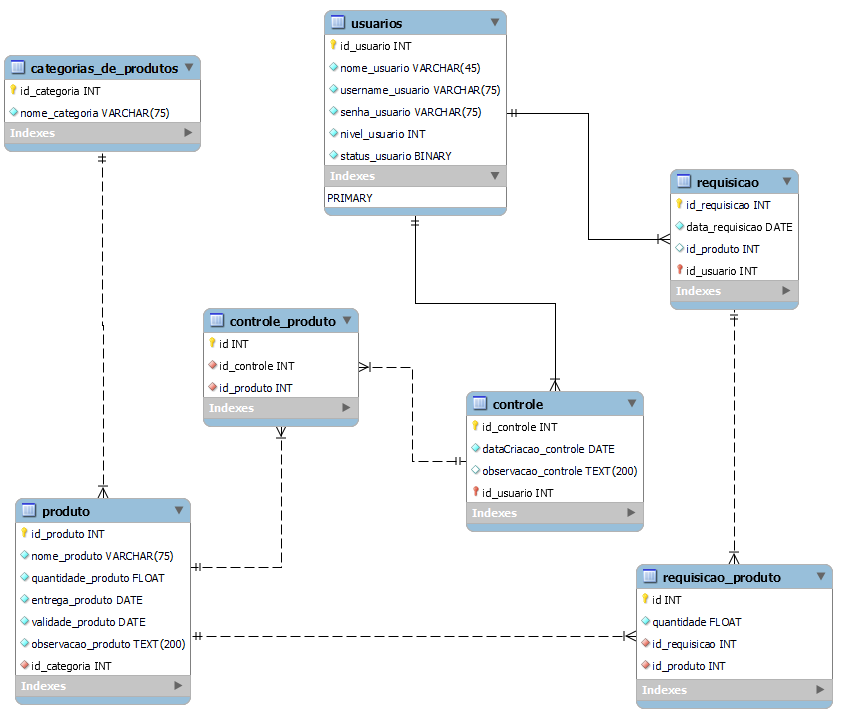 categorias_de_produtos
id_categoria INT
nome_categoria VARCHAR(75)
Indexes
usuarios
id_usuario INT
nome_usuario VARCHAR(45)
username_usuario VARCHAR(75)
senha_usuario VARCHAR(75)
nivel_usuario INT
status_usuario BINARY
Indexes
PRIMARY
requisicao
id_requisicao INT
data_requisicao DATE
id_produto INT
id_usuario INT
Indexes
controle_produto
id INT
id_controle INT
id_produto INT
Indexes
controle
id_controle INT
dataCriacao_controle DATE
observacao_controle TEXT(200)
id_usuario INT
Indexes
produto
id_produto INT
nome_produto VARCHAR(75)
quantidade_produto FLOAT
entrega_produto DATE
validade_produto DATE
observacao_produto TEXT(200)
id_categoria INT
Indexes
requisicao_produto
id INT
quantidade FLOAT
id_requisicao INT
id_produto INT
Indexes